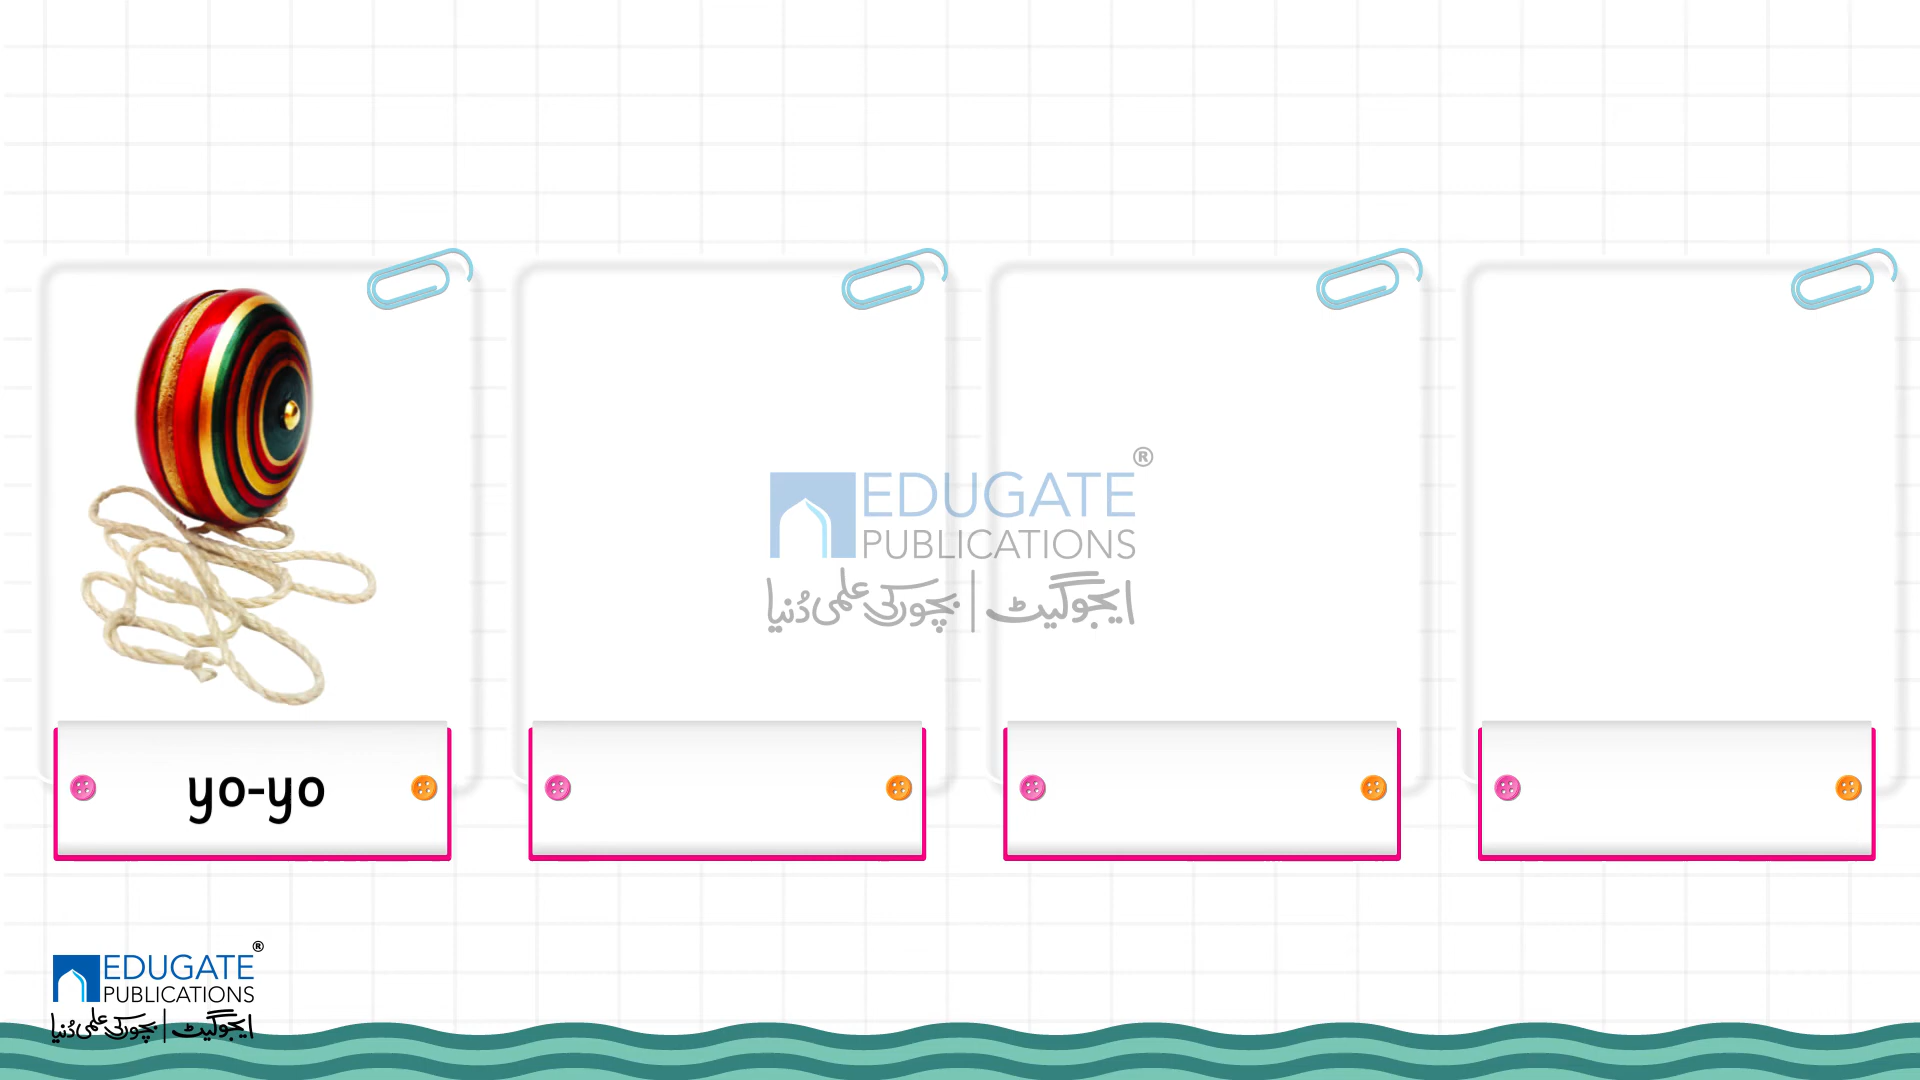 EDUGATE®
PUBLICATIONS
ایجوگیٹ | بچوں کی علمی دُنیا
yo-yo
EDUGATE®
PUBLICATIONS
ایجوگیٹ | بچوں کی علمی دُنیا